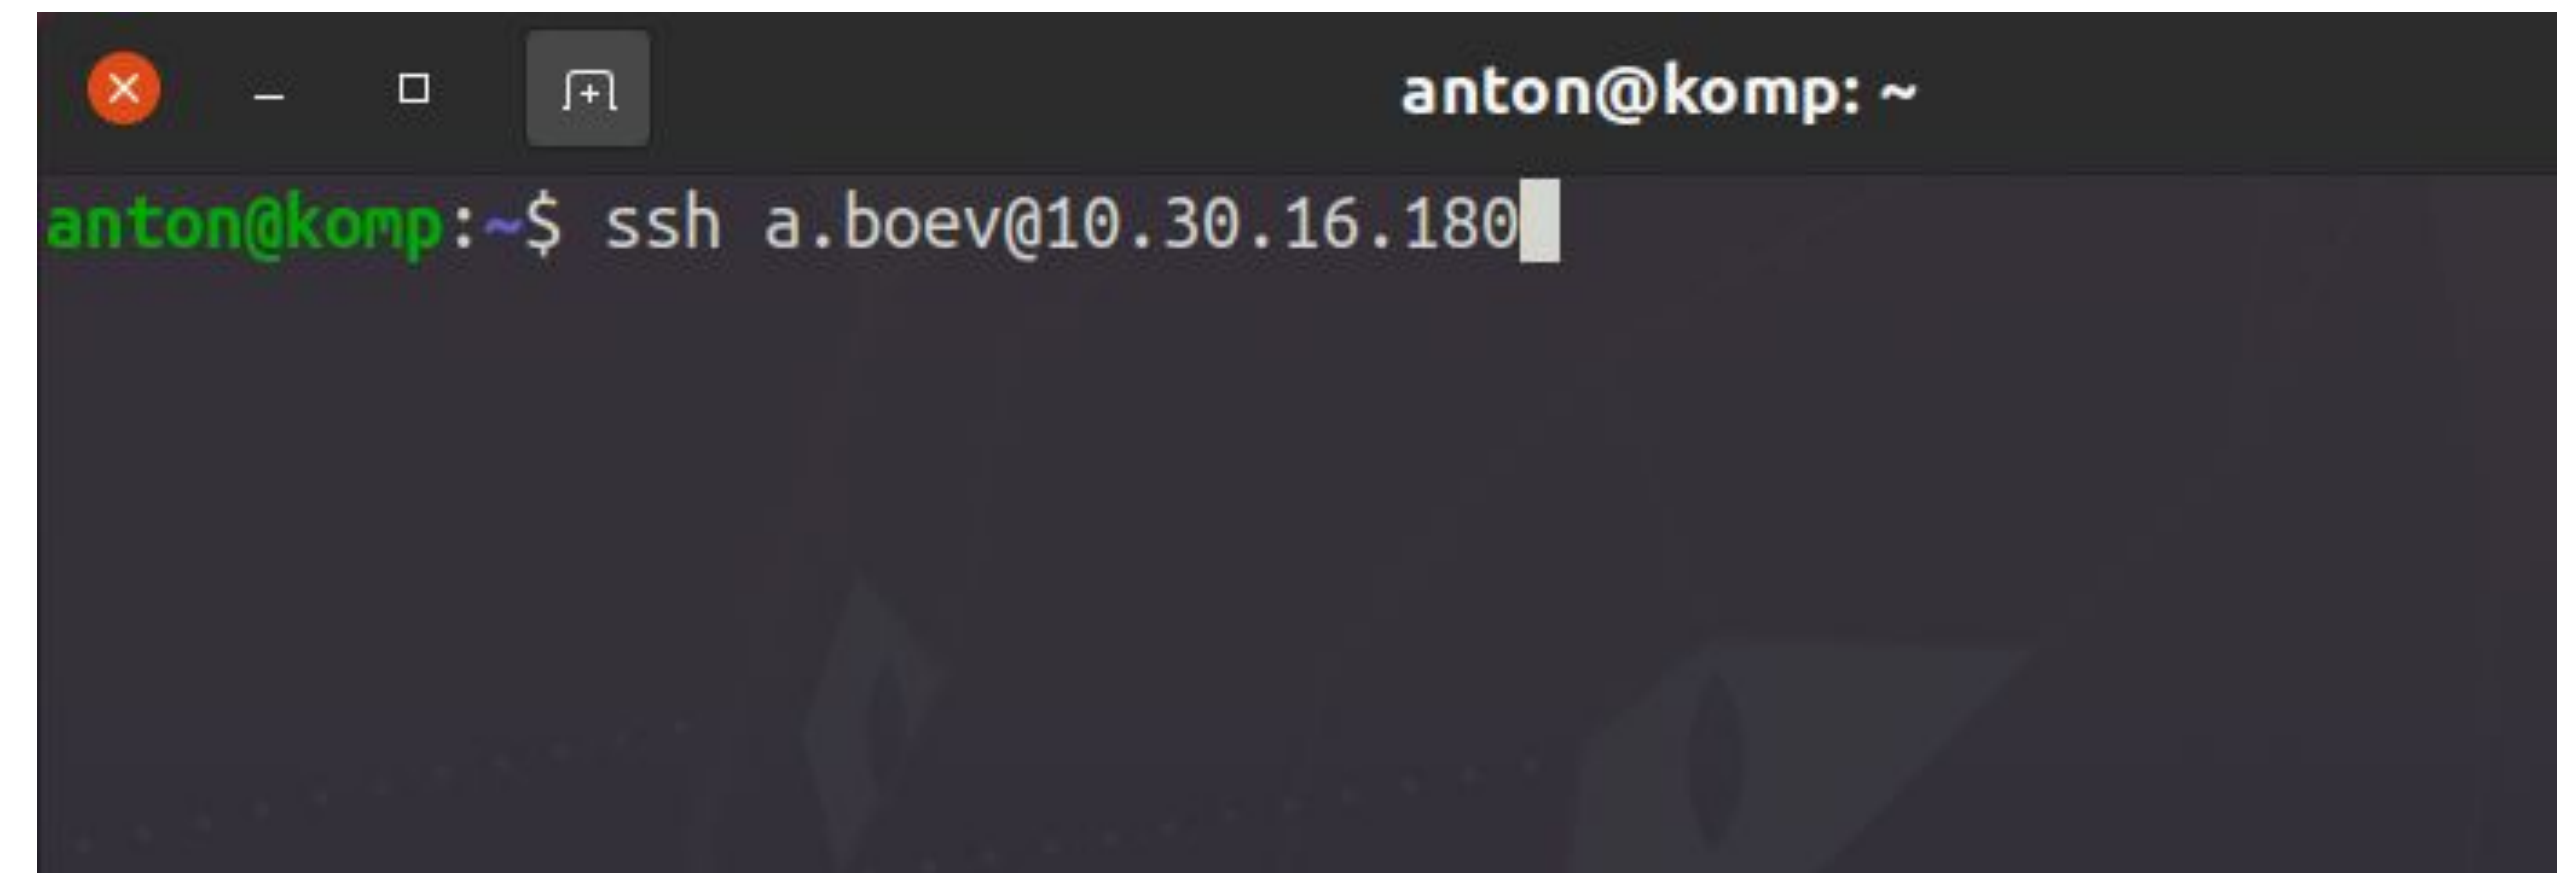 anton@komp: ~
anton@komp:~$ ssh a.boev@10.30.16.180